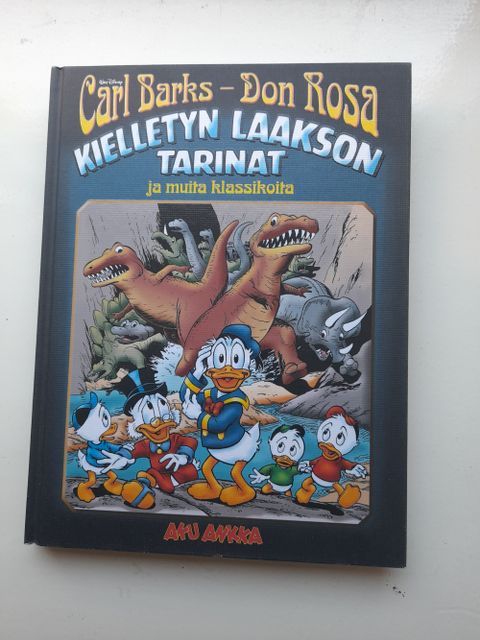 Walt Disney
Carl Barks – Don Rosa
KIELLETYN LAAKSON
TARINAT
ja muita klassikoita
AKU ANKKA